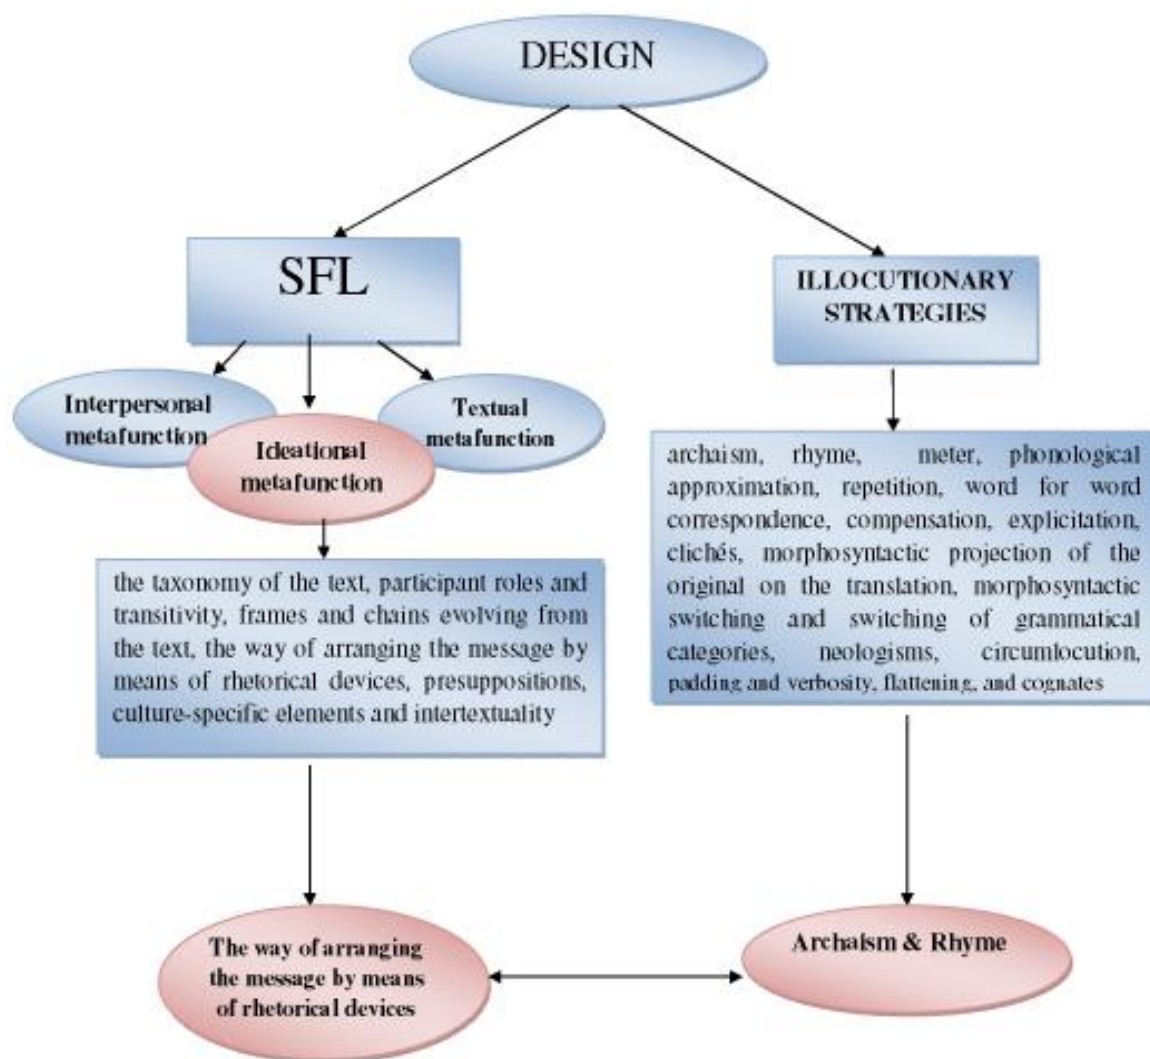 DESIGN
SFL
ILLOCUTIONARY
STRATEGIES
Interpersonal
metafunction
Textual
metafunction
Ideational
metafunction
archaism, rhyme, meter, phonological
approximation, repetition, word for word
correspondence, compensation, explicitation,
clichés, morphosyntactic projection of the
original on the translation, morphosyntactic
switching and switching of grammatical
categories, neologisms, circumlocution,
padding and verbosity, flattening, and cognates
the taxonomy of the text, participant roles and
transitivity, frames and chains evolving from
the text, the way of arranging the message by
means of rhetorical devices, presuppositions,
culture-specific elements and intertextuality
The way of arranging
the message by means
of rhetorical devices
Archaism & Rhyme